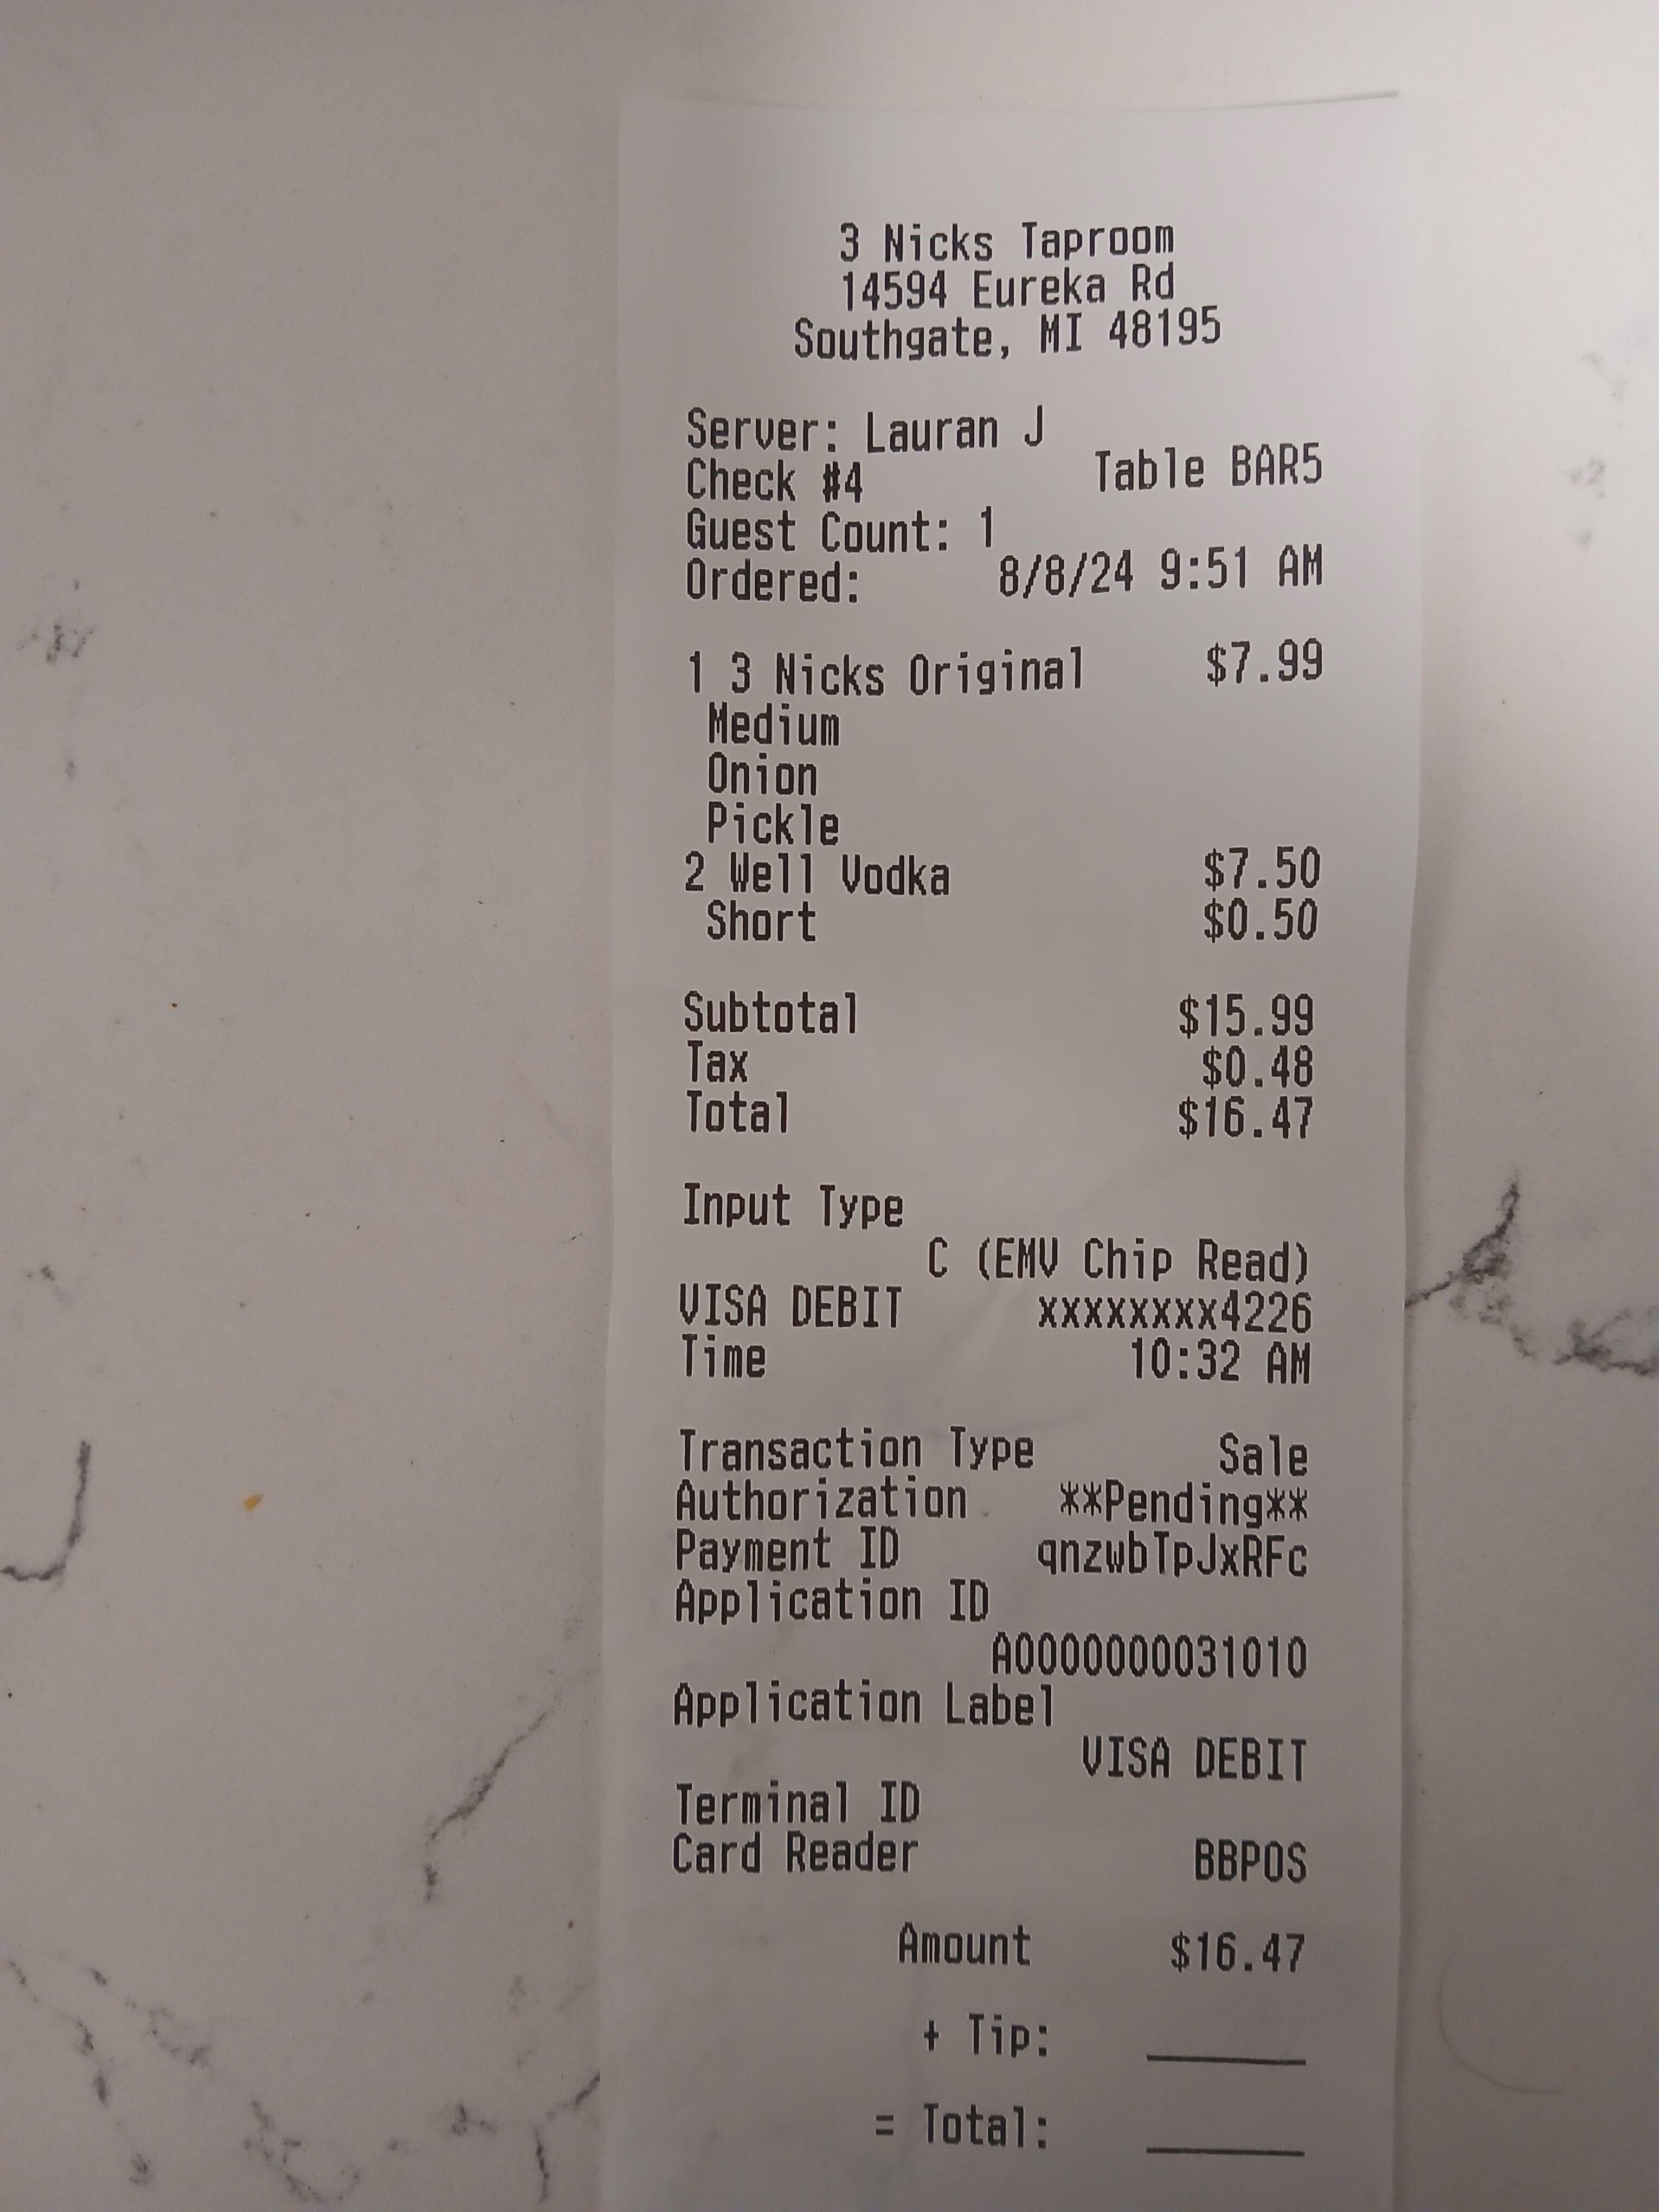 3 Nicks Taproom
14594 Eureka Rd
Southgate, MI 48195
Server: Lauran J
Check #4 Table BAR5
Guest Count: 1
Ordered: 8/8/24 9:51 AM
1 3 Nicks Original $7.99
Medium
Onion
Pickle
2 Well Vodka $7.50
Short $0.50
Subtotal $15.99
Tax $0.48
Total $16.47
Input Type
C (EMV Chip Read)
VISA DEBIT xxxxxxxx4226
Time 10:32 AM
Transaction Type Sale
Authorization **Pending**
Payment ID qnzwbTpJxRFc
Application ID
A0000000031010
Application Label
VISA DEBIT
Terminal ID
Card Reader BBPOS
Amount $16.47
+ Tip: ______
= Total: ______